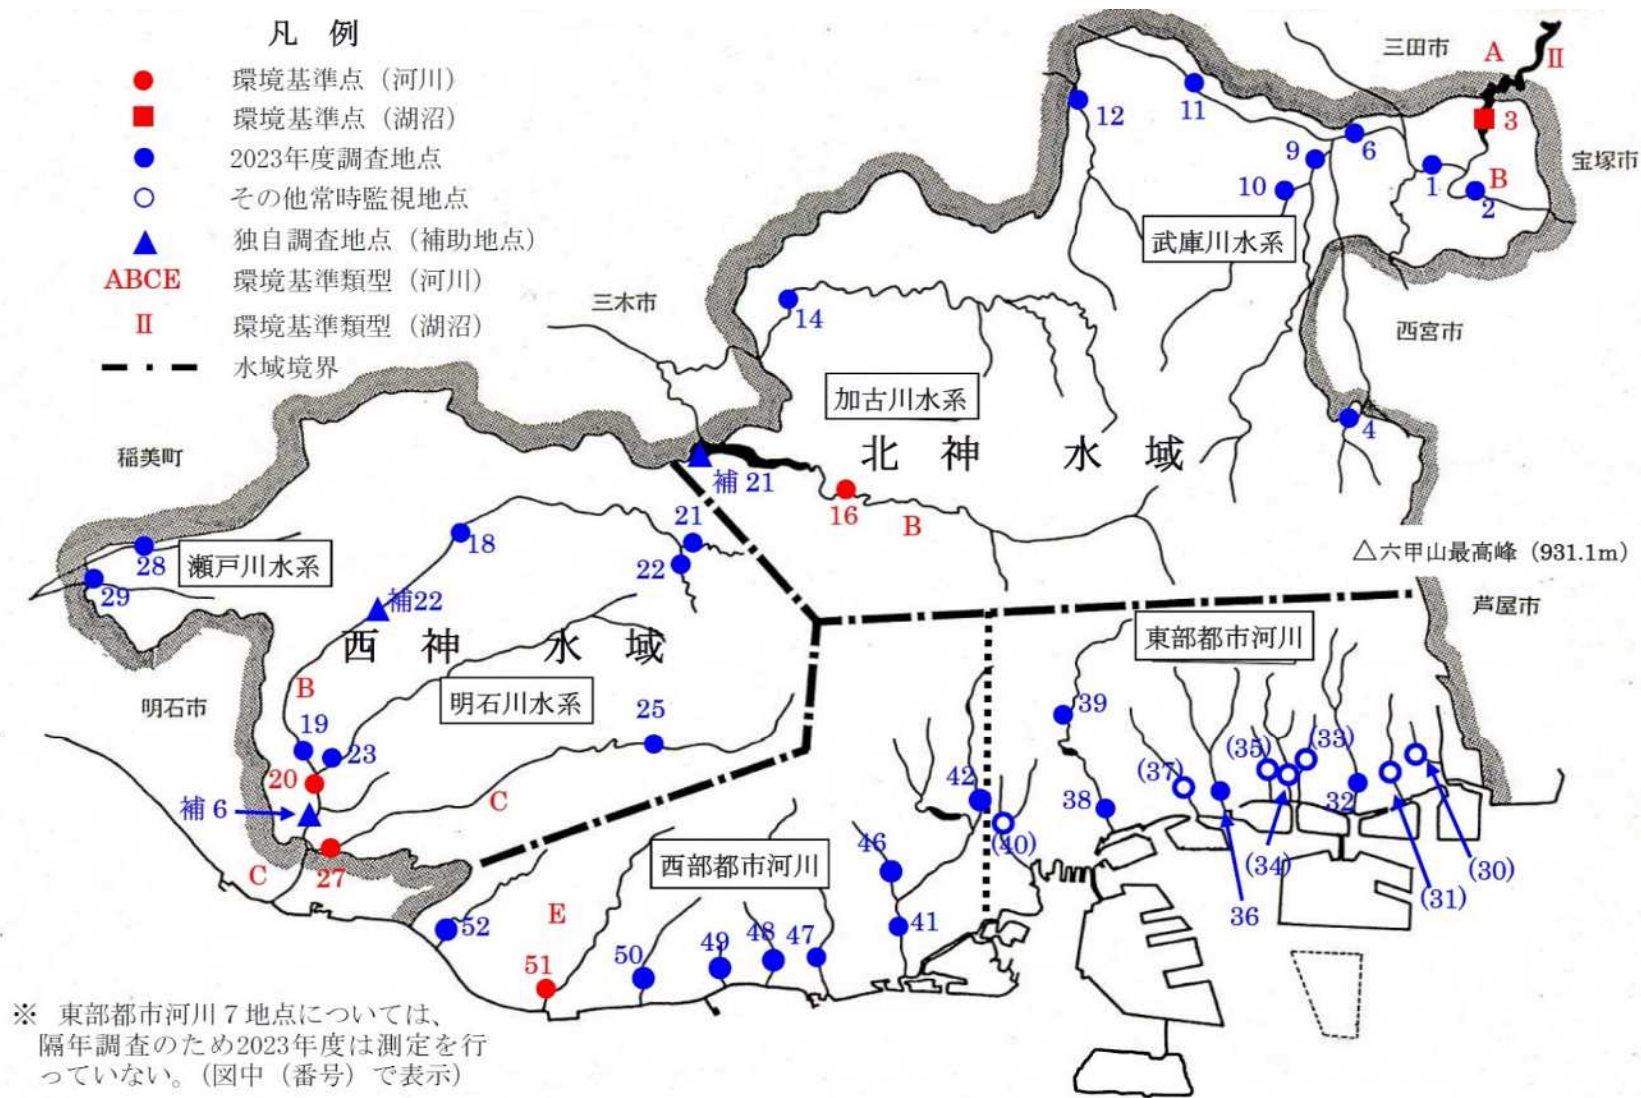 凡 例
環境基準点（河川）
環境基準点（湖沼）
2023年度調査地点
その他常時監視地点
独自調査地点（補助地点）
ABCE 環境基準類型（河川）
II 環境基準類型（湖沼）
水域境界
三田市
A
II
3
宝塚市
12
11
6
9
10
1
B
2
武庫川水系
三木市
14
西宮市
加古川水系
4
北 神 水 域
稲美町
補 21
16
B
21
18
22
瀬戸川水系
28
29
補22
△六甲山最高峰（931.1m）
芦屋市
西 神 水 域
東部都市河川
明石市
B
明石川水系
19
23
25
20
補 6
C
27
C
39
42
38
(37)
(35)
(33)
32
(40)
(34)
36
(31)
(30)
西部都市河川
46
41
52
E
51
50
49
48
47
※ 東部都市河川７地点については、
隔年調査のため2023年度は測定を行
っていない。（図中（番号）で表示）